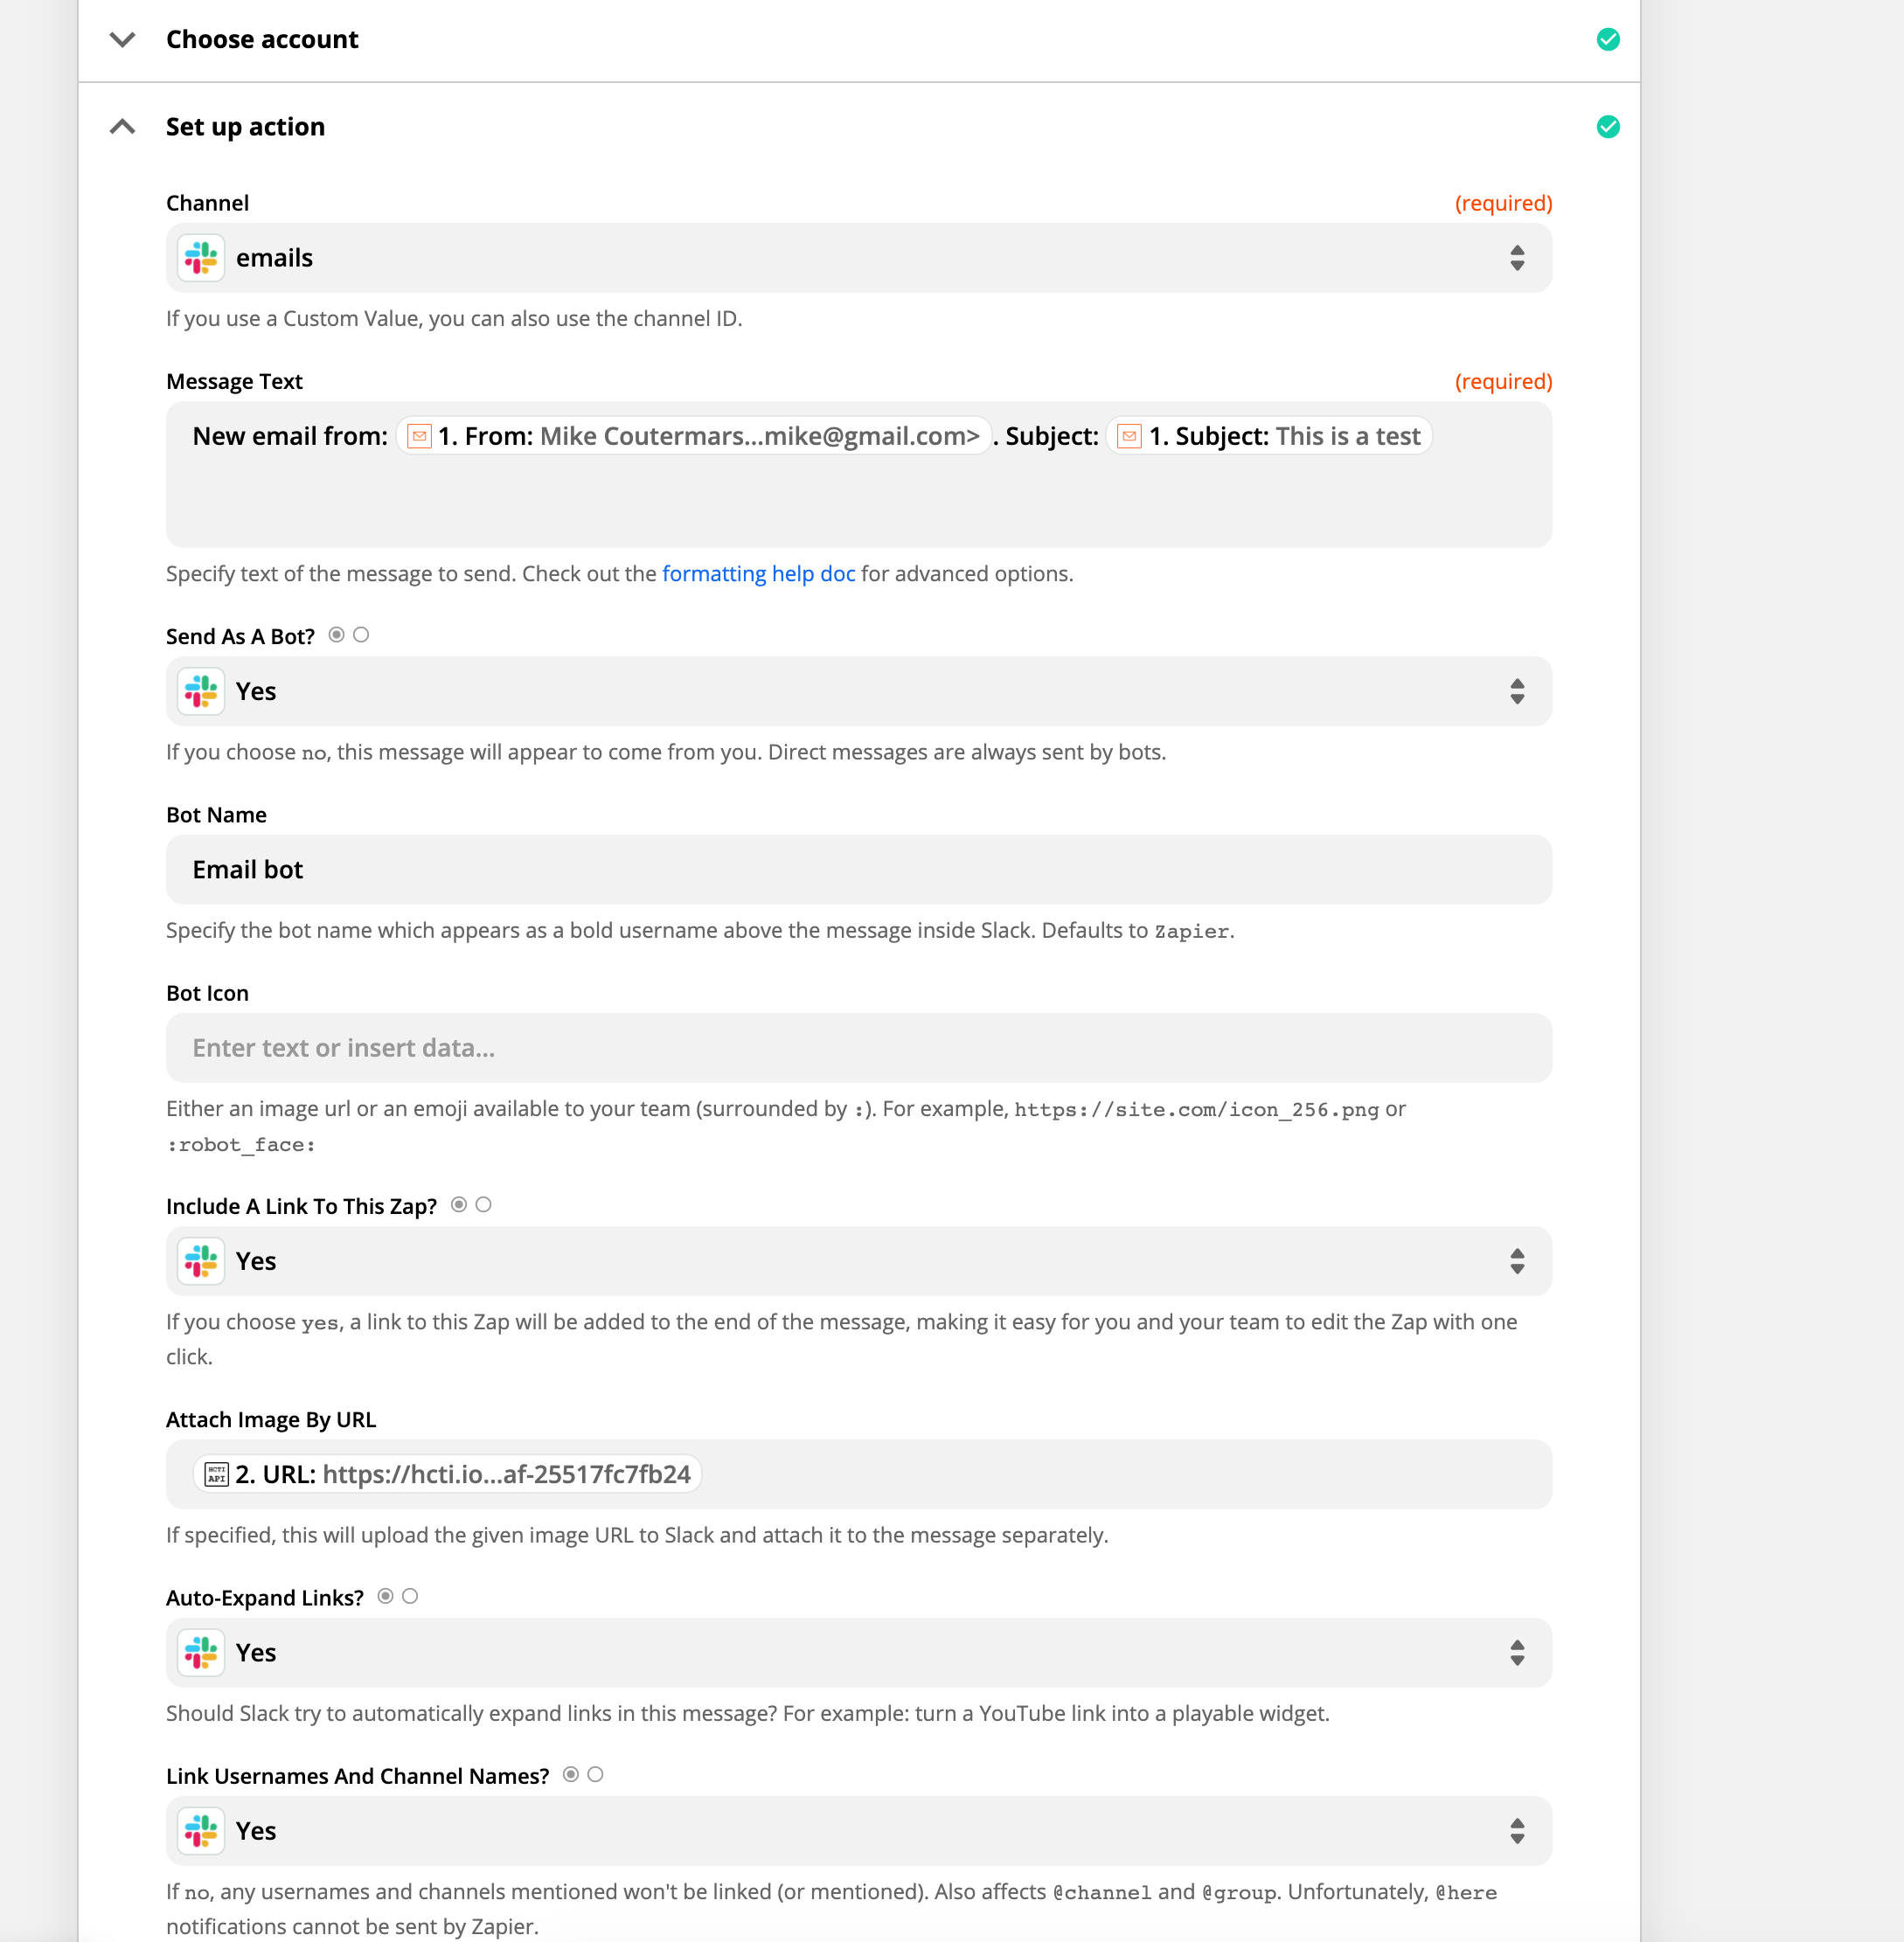 Choose account
Set up action
Channel (required)
emails
If you use a Custom Value, you can also use the channel ID.
Message Text (required)
New email from: 1. From: Mike Coutermars...mike@gmail.com> . Subject: 1. Subject: This is a test
Specify text of the message to send. Check out the formatting help doc for advanced options.
Send As A Bot?
Yes
If you choose no, this message will appear to come from you. Direct messages are always sent by bots.
Bot Name
Email bot
Specify the bot name which appears as a bold username above the message inside Slack. Defaults to Zapier.
Bot Icon
Enter text or insert data...
Either an image url or an emoji available to your team (surrounded by :). For example, https://site.com/icon_256.png or
:robot_face:
Include A Link To This Zap?
Yes
If you choose yes, a link to this Zap will be added to the end of the message, making it easy for you and your team to edit the Zap with one
click.
Attach Image By URL
HCTI
API 2. URL: https://hcti.io...af-25517fc7fb24
If specified, this will upload the given image URL to Slack and attach it to the message separately.
Auto-Expand Links?
Yes
Should Slack try to automatically expand links in this message? For example: turn a YouTube link into a playable widget.
Link Usernames And Channel Names?
Yes
If no, any usernames and channels mentioned won't be linked (or mentioned). Also affects @channel and @group. Unfortunately, @here
notifications cannot be sent by Zapier.